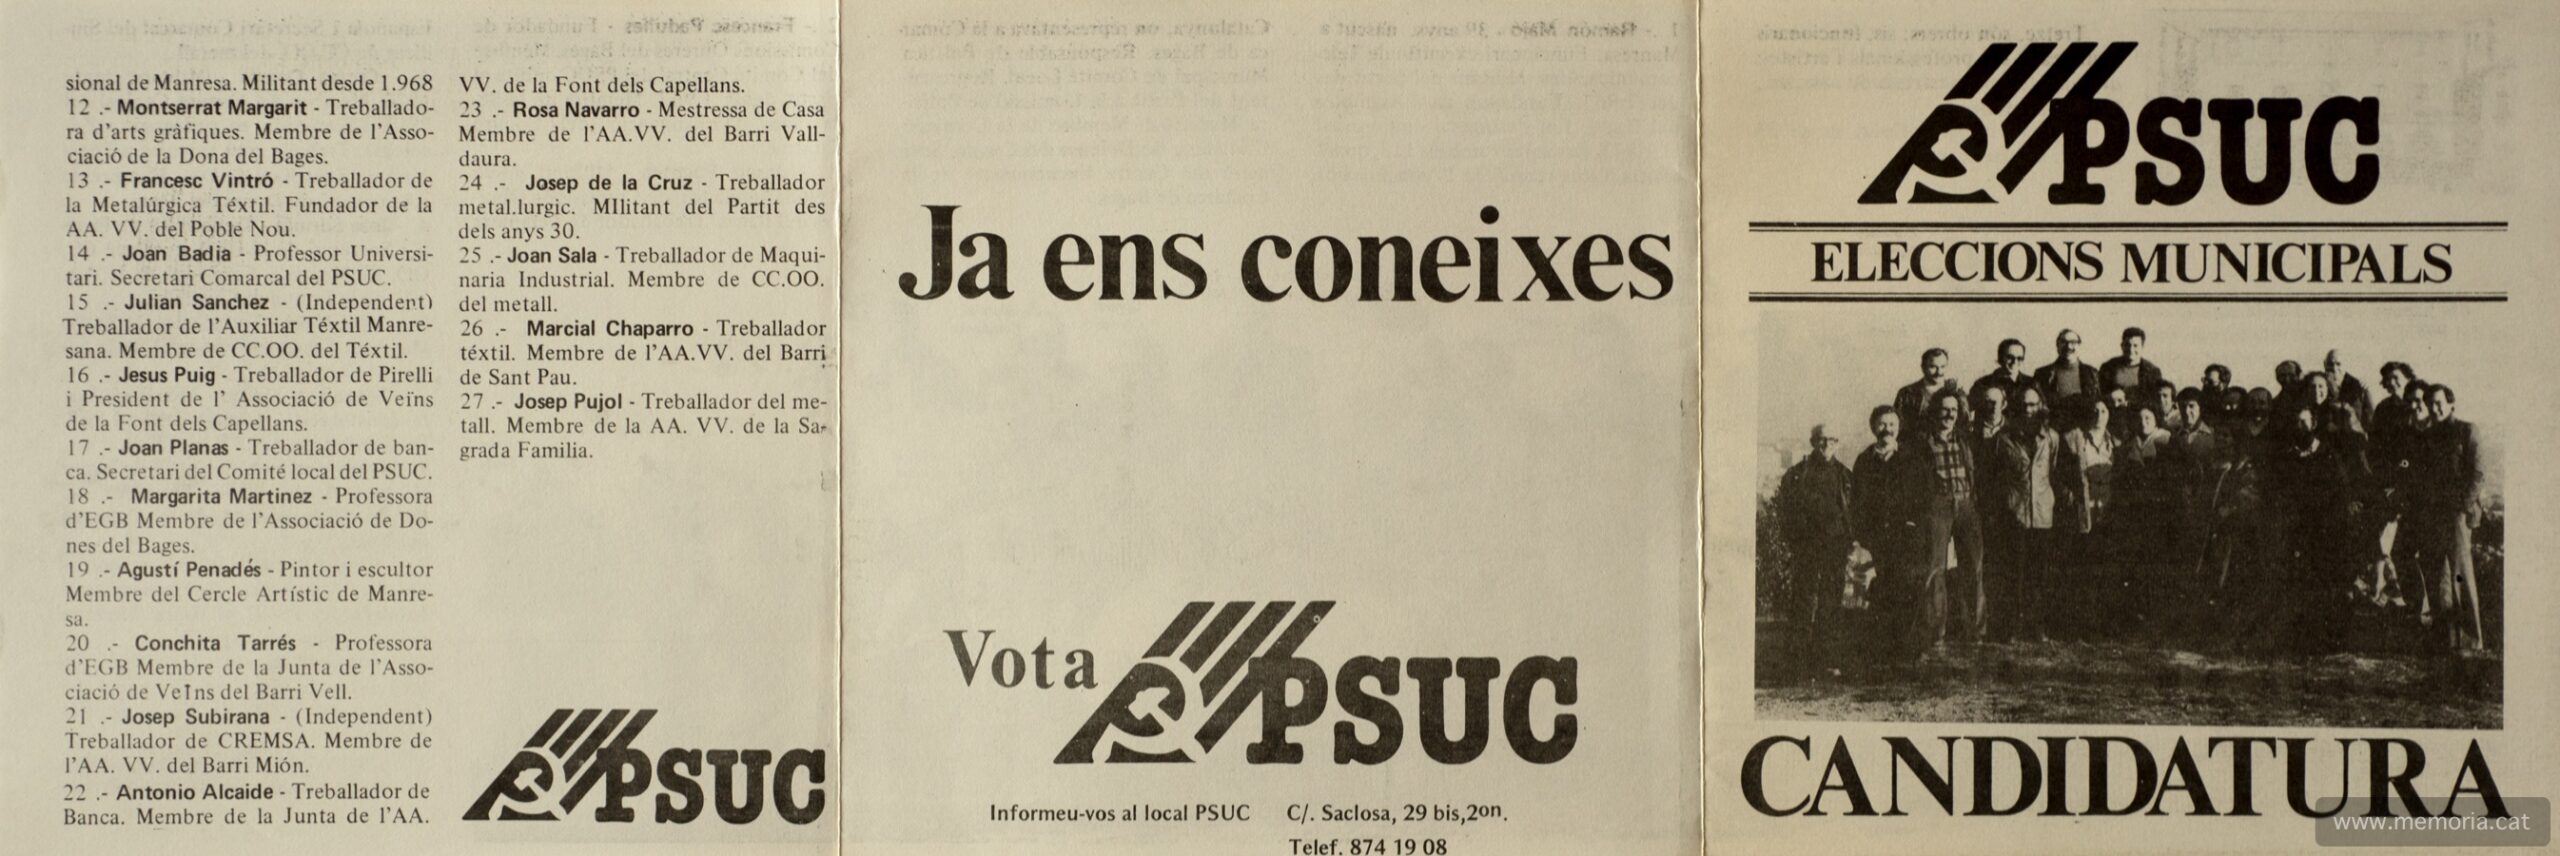 sional de Manresa. Militant desde 1.968
12 .- Montserrat Margarit - Treballado-
ra d'arts gràfiques. Membre de l'Asso-
ciació de la Dona del Bages.
13 .- Francesc Vintró - Treballador de
la Metalúrgica Téxtil. Fundador de la
AA. VV. del Poble Nou.
14 .- Joan Badia - Professor Universi-
tari. Secretari Comarcal del PSUC.
15 .- Julian Sanchez - (Independent)
Treballador de l'Auxiliar Téxtil Manre-
sana. Membre de CC.OO. del Téxtil.
16 .- Jesus Puig - Treballador de Pirelli
i President de l' Associació de Veïns
de la Font dels Capellans.
17 .- Joan Planas - Treballador de ban-
ca. Secretari del Comité local del PSUC.
18 .- Margarita Martinez - Professora
d'EGB Membre de l'Associació de Do-
nes del Bages.
19 .- Agustí Penadés - Pintor i escultor
Membre del Cercle Artístic de Manre-
sa.
20 .- Conchita Tarrés - Professora
d'EGB Membre de la Junta de l'Asso-
ciació de Veïns del Barri Vell.
21 .- Josep Subirana - (Independent)
Treballador de CREMSA. Membre de
l'AA. VV. del Barri Mión.
22 .- Antonio Alcaide - Treballador de
Banca. Membre de la Junta de l'AA.
VV. de la Font dels Capellans.
23 .- Rosa Navarro - Mestressa de Casa
Membre de l'AA.VV. del Barri Vall-
daura.
24 .- Josep de la Cruz - Treballador
metal.lurgic. MIlitant del Partit des
dels anys 30.
25 .- Joan Sala - Treballador de Maqui-
naria Industrial. Membre de CC.OO.
del metall.
26 .- Marcial Chaparro - Treballador
téxtil. Membre de l'AA.VV. del Barri
de Sant Pau.
27 .- Josep Pujol - Treballador del me-
tall. Membre de la AA. VV. de la Sa-
grada Familia.
PSUC
Ja ens coneixes
Vota PSUC
Informeu-vos al local PSUC C/. Saclosa, 29 bis,2on.
Telef. 874 19 08
PSUC
ELECCIONS MUNICIPALS
CANDIDATURA
www.memoria.cat